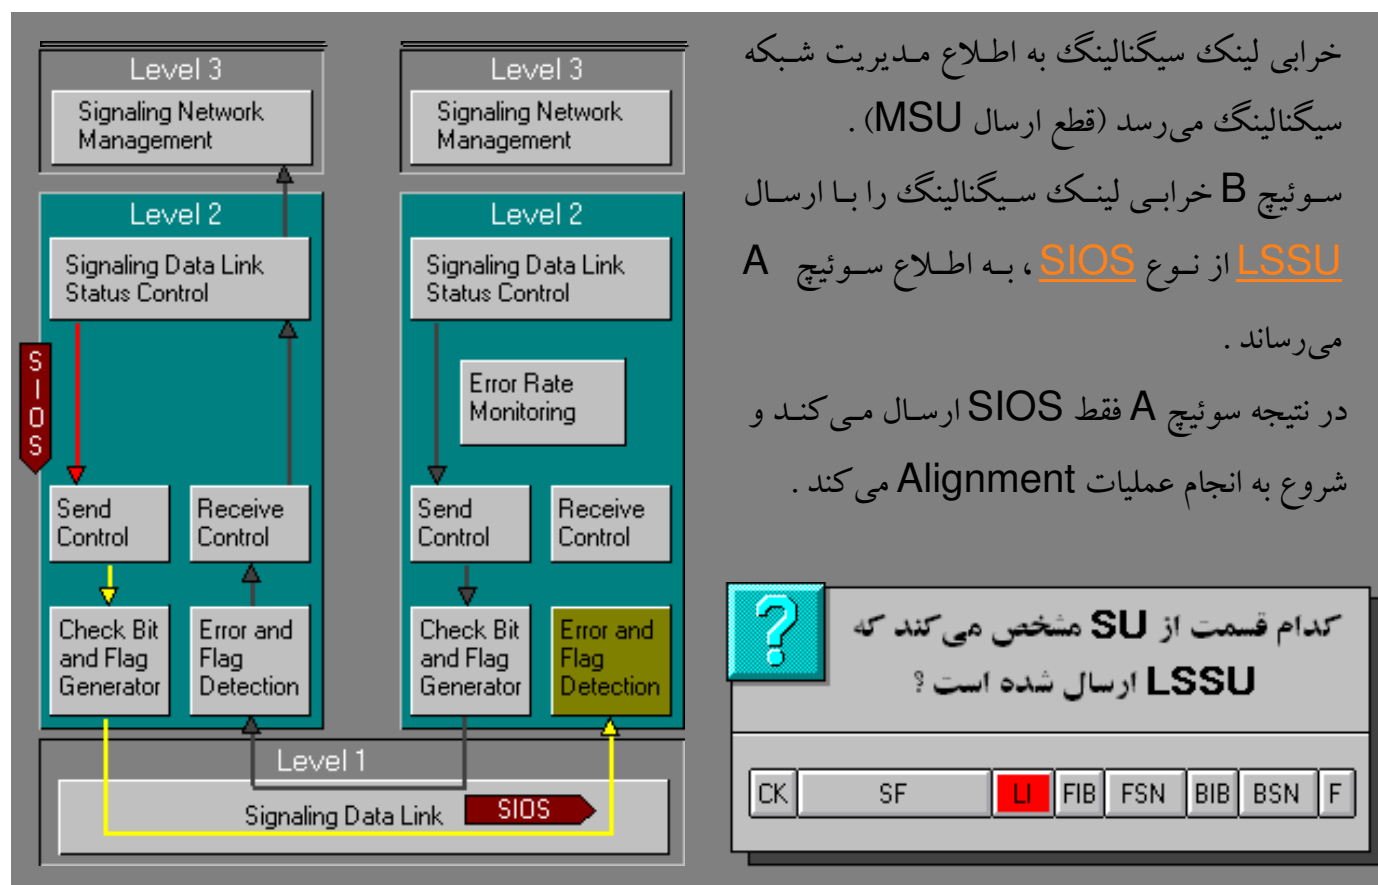 Level 3
Signaling Network
Management
Level 2
Signaling Data Link
Status Control
SIOS
Send
Control
Receive
Control
Check Bit
and Flag
Generator
Error and
Flag
Detection
Level 3
Signaling Network
Management
Level 2
Signaling Data Link
Status Control
Error Rate
Monitoring
Send
Control
Receive
Control
Check Bit
and Flag
Generator
Error and
Flag
Detection
Level 1
Signaling Data Link
SIOS
خرابی لینک سیگنالینگ به اطلاع مدیریت شبکه
سیگنالینگ می‌رسد (قطع ارسال MSU) .
سوئیچ B خرابی لینک سیگنالینگ را با ارسال
LSSU از نوع SIOS ، به اطلاع سوئیچ A
می‌رساند .
در نتیجه سوئیچ A فقط SIOS ارسال می‌کند و
شروع به انجام عملیات Alignment می‌کند .
?
کدام قسمت از SU مشخص می‌کند که
LSSU ارسال شده است ؟
CK SF LI FIB FSN BIB BSN F